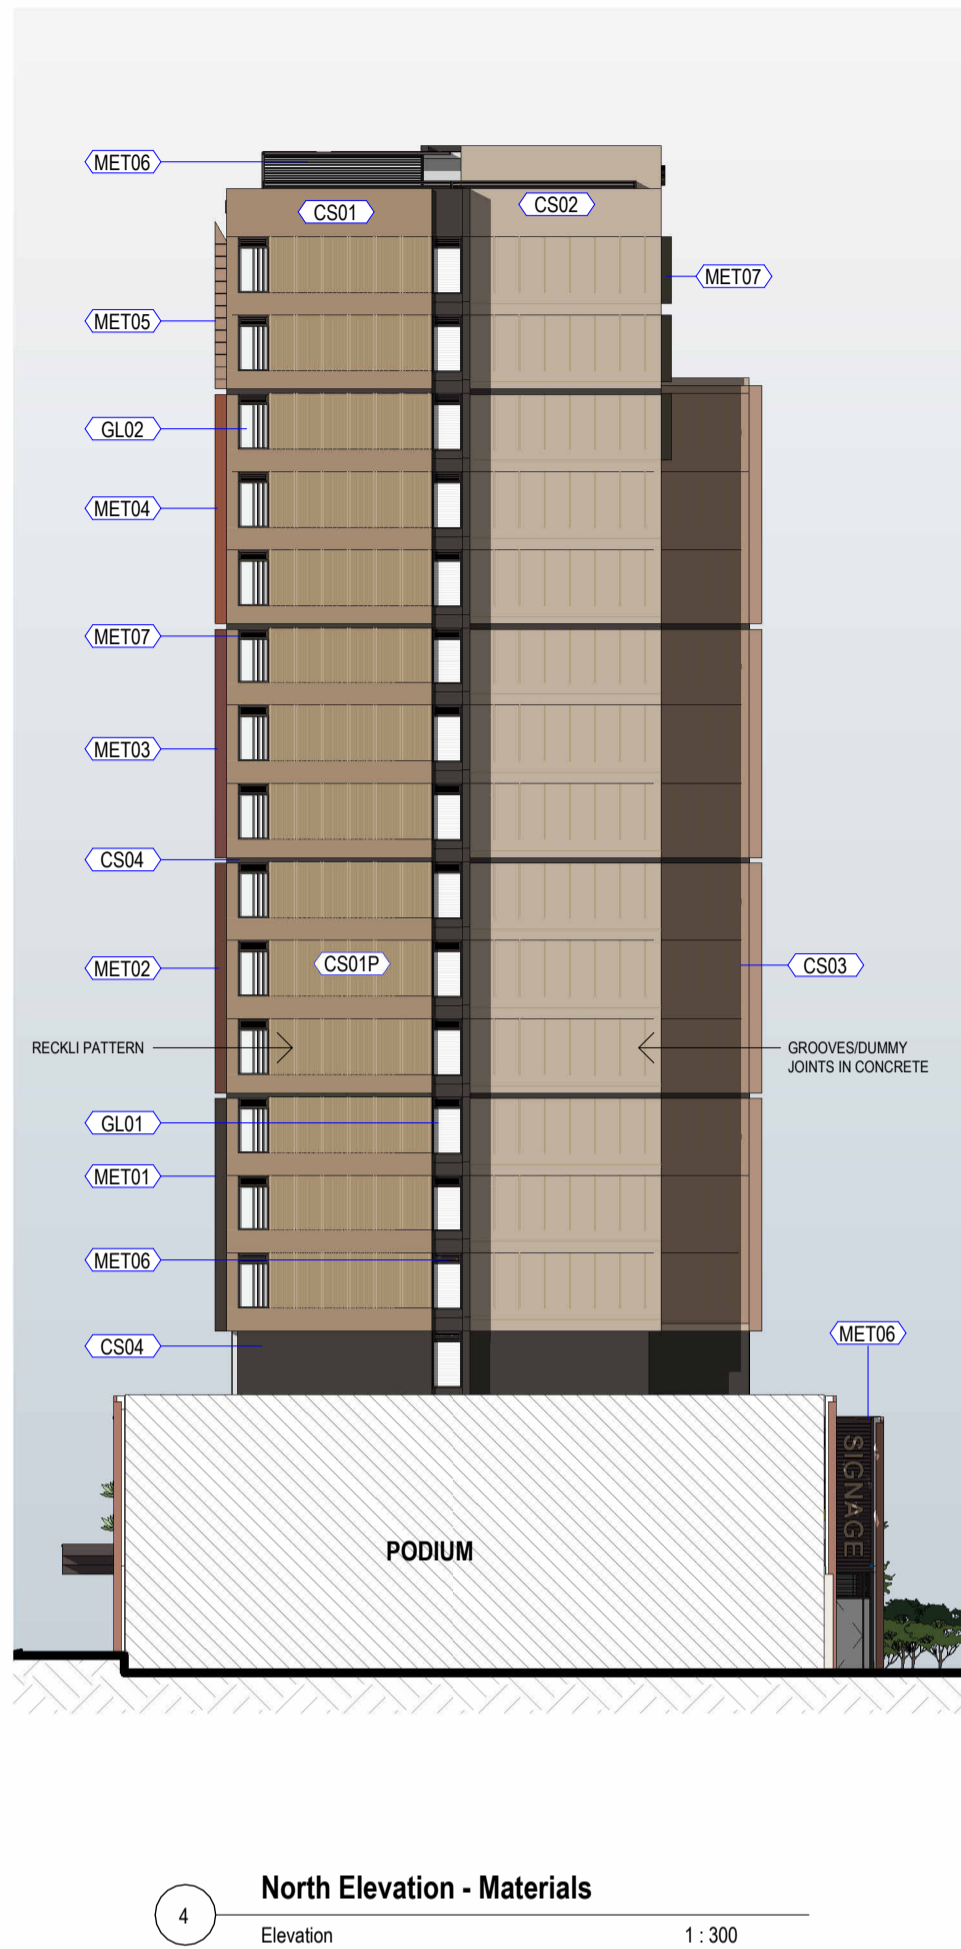 MET06
CS01
CS02
MET07
MET05
GL02
MET04
MET07
MET03
CS04
MET02
CS01P
CS03
RECKLI PATTERN
GROOVES/DUMMY
JOINTS IN CONCRETE
GL01
MET01
MET06
CS04
MET06
SIGNAGE
PODIUM
4
North Elevation - Materials
Elevation
1 : 300